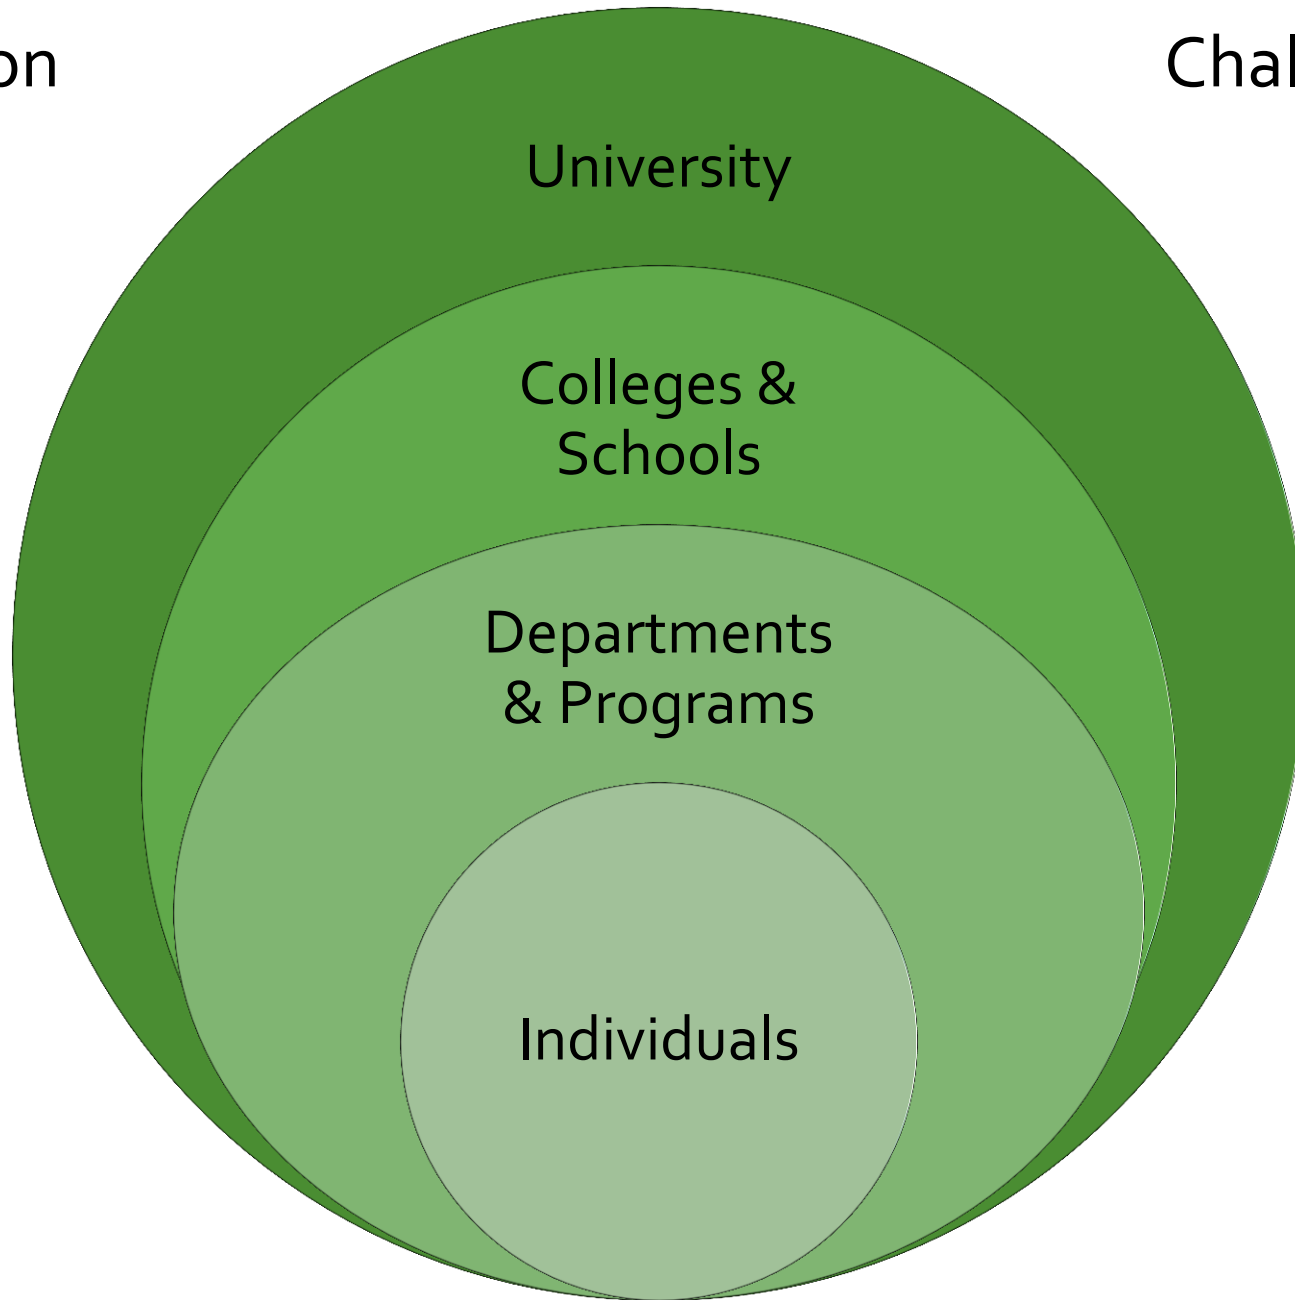 on
Chal
University
Colleges &
Schools
Departments
& Programs
Individuals